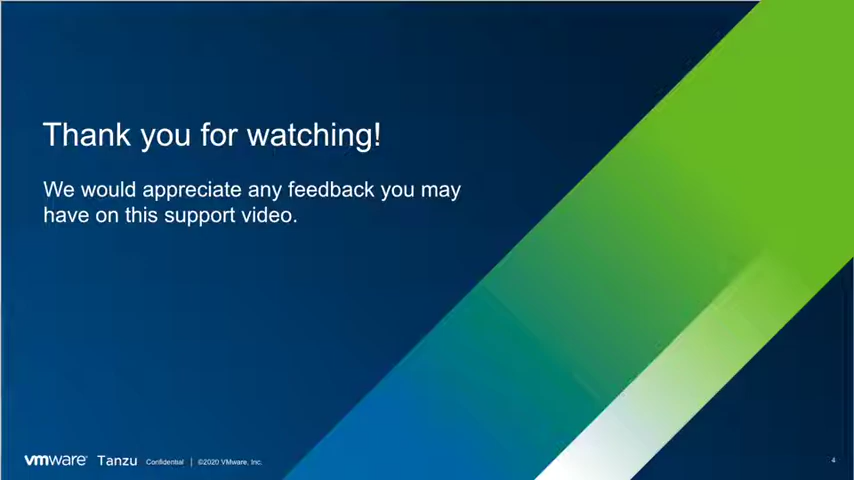 Thank you for watching!
We would appreciate any feedback you may
have on this support video.
vmware Tanzu Confidential | ©2020 VMware, Inc. 4